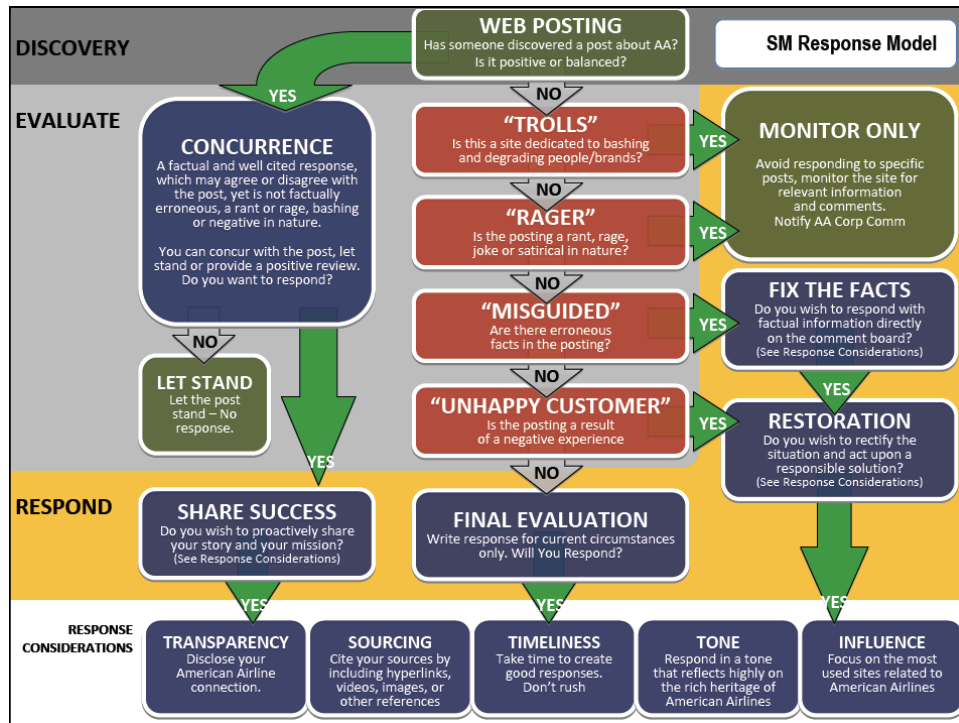 DISCOVERY
WEB POSTING
Has someone discovered a post about AA?
Is it positive or balanced?
SM Response Model
YES
NO
EVALUATE
CONCURRENCE
A factual and well cited response,
which may agree or disagree with
the post, yet is not factually
erroneous, a rant or rage, bashing
or negative in nature.
You can concur with the post, let
stand or provide a positive review.
Do you want to respond?
"TROLLS"
Is this a site dedicated to bashing
and degrading people/brands?
YES
MONITOR ONLY
Avoid responding to specific
posts, monitor the site for
relevant information
and comments.
Notify AA Corp Comm
NO
"RAGER"
Is the posting a rant, rage,
joke or satirical in nature?
YES
NO
"MISGUIDED"
Are there erroneous
facts in the posting?
YES
FIX THE FACTS
Do you wish to respond with
factual information directly
on the comment board?
(See Response Considerations)
NO
LET STAND
Let the post
stand – No
response.
NO
"UNHAPPY CUSTOMER"
Is the posting a result
of a negative experience
YES
YES
RESTORATION
Do you wish to rectify the
situation and act upon a
responsible solution?
(See Response Considerations)
YES
NO
RESPOND
SHARE SUCCESS
Do you wish to proactively share
your story and your mission?
(See Response Considerations)
FINAL EVALUATION
Write response for current circumstances
only. Will You Respond?
YES
YES
YES
RESPONSE
CONSIDERATIONS
TRANSPARENCY
Disclose your
American Airline
connection.
SOURCING
Cite your sources by
including hyperlinks,
videos, images, or
other references
TIMELINESS
Take time to create
good responses.
Don't rush
TONE
Respond in a tone
that reflects highly on
the rich heritage of
American Airlines
INFLUENCE
Focus on the most
used sites related to
American Airlines